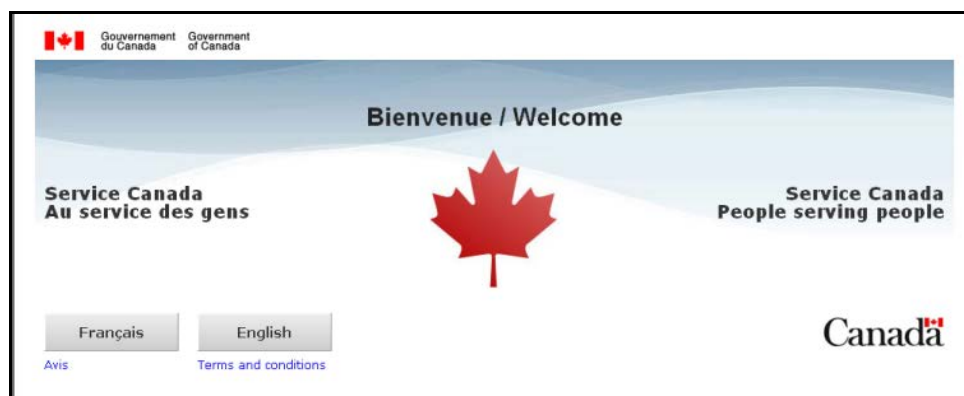 Gouvernement du Canada
Government of Canada
Bienvenue / Welcome
Service Canada
Au service des gens
Service Canada
People serving people
Français
English
Canada
Avis
Terms and conditions